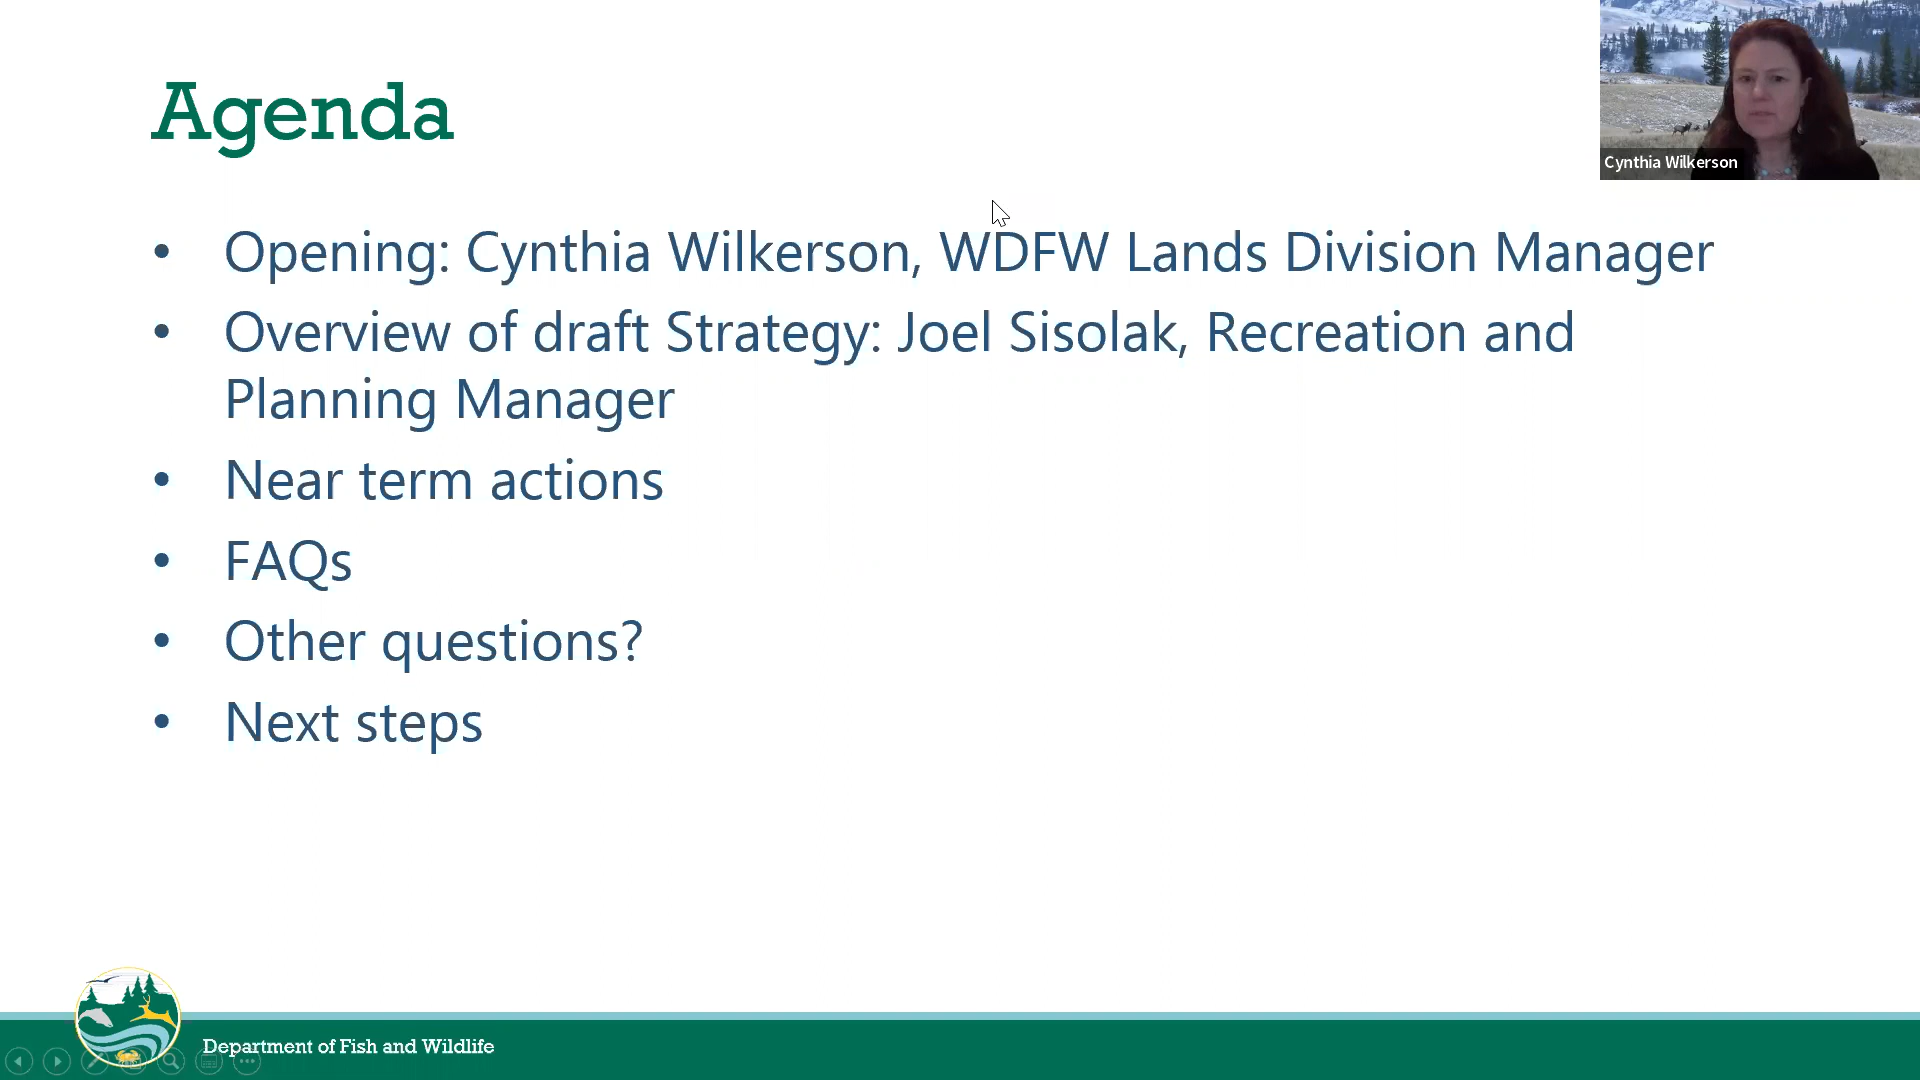 Agenda
Cynthia Wilkerson
• Opening: Cynthia Wilkerson, WDFW Lands Division Manager
• Overview of draft Strategy: Joel Sisolak, Recreation and
Planning Manager
• Near term actions
• FAQs
• Other questions?
• Next steps
Department of Fish and Wildlife